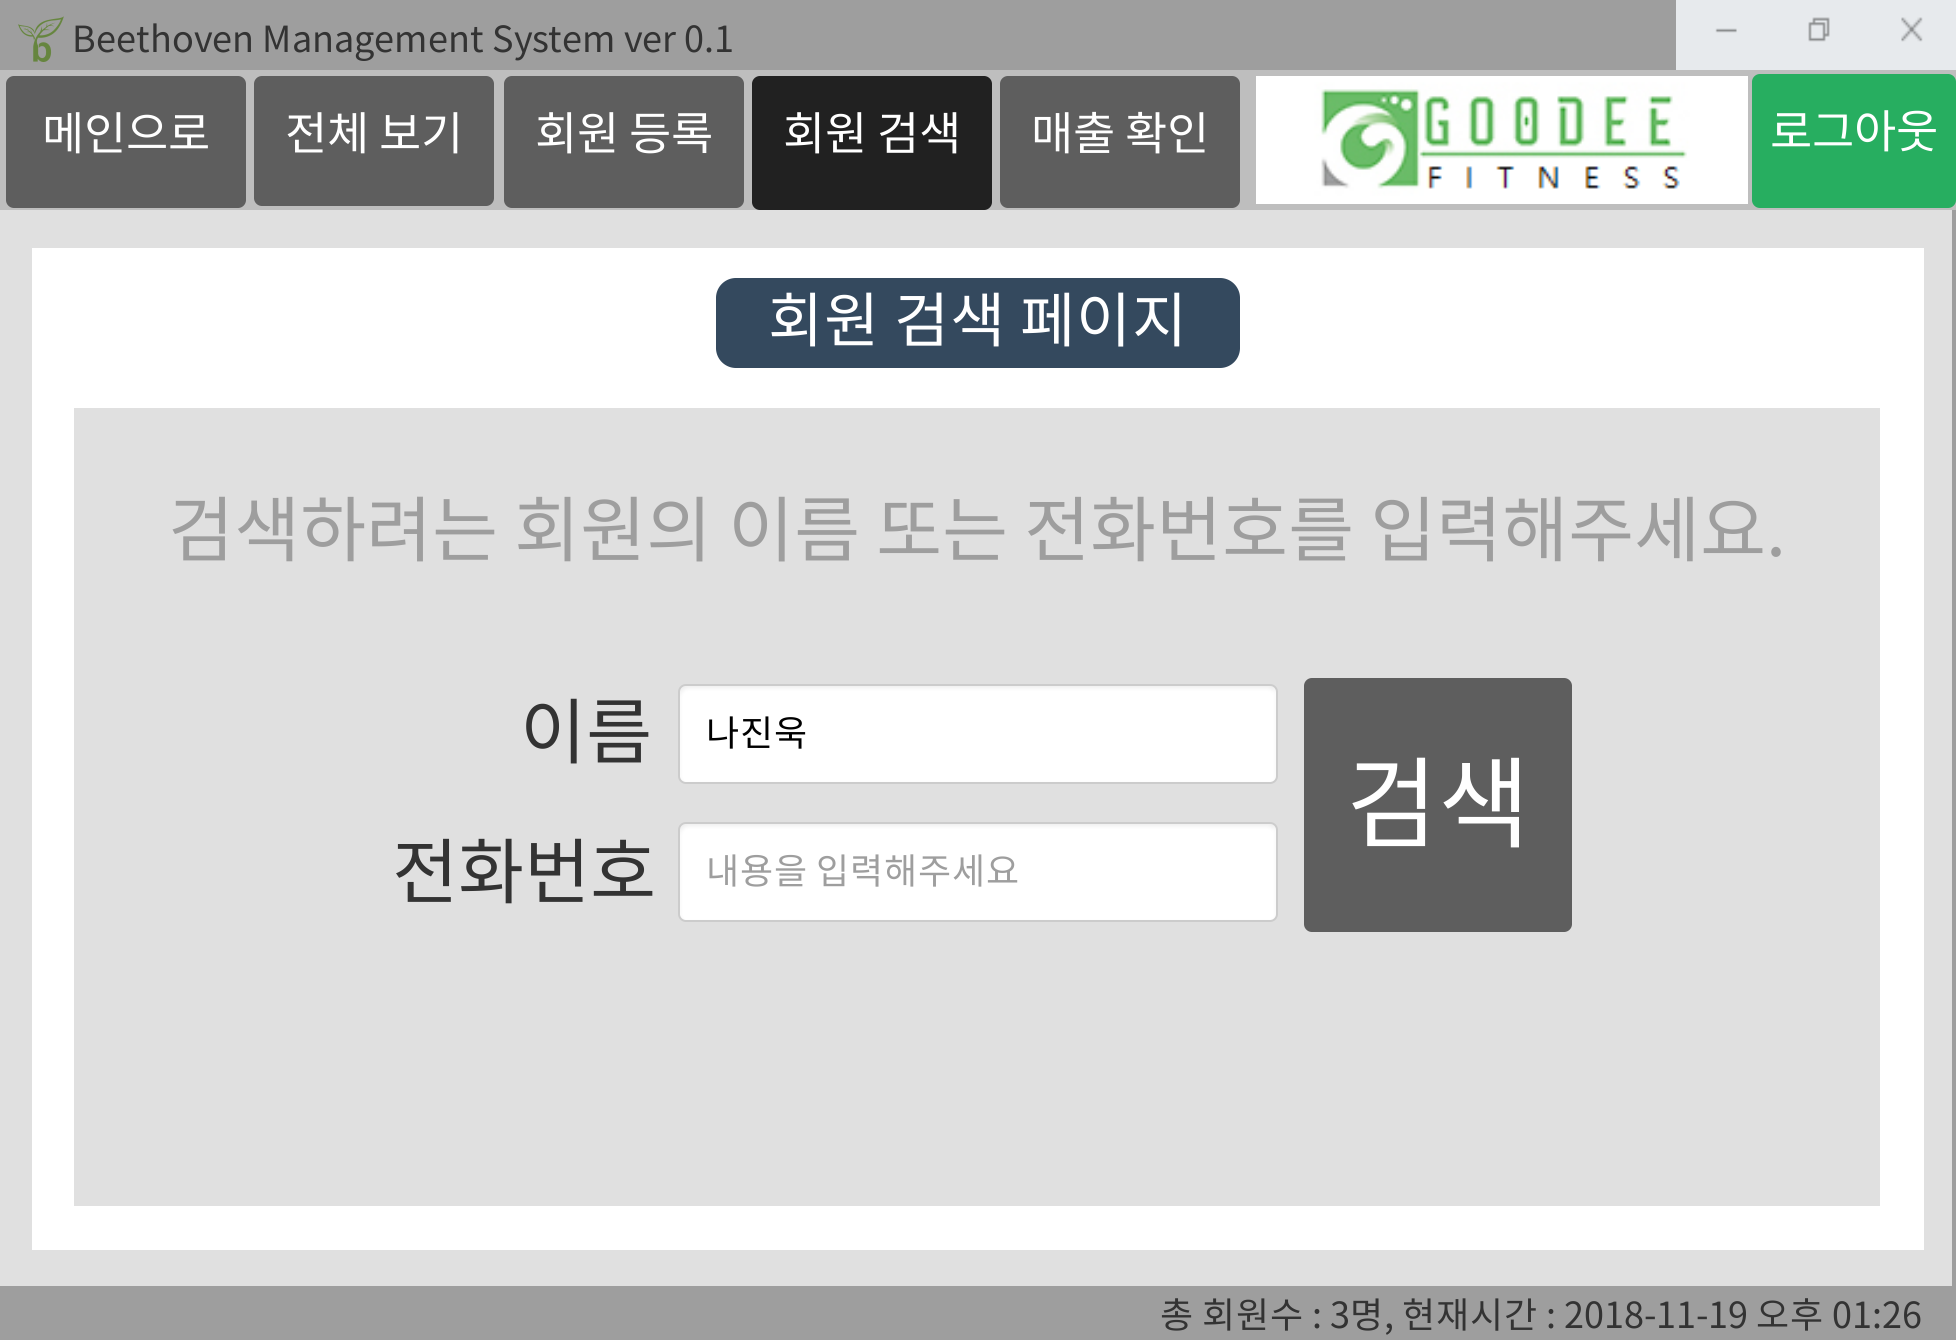 Beethoven Management System ver 0.1
메인으로 전체 보기 회원 등록 회원 검색 매출 확인 GOODEE 로그아웃
FITNESS
회원 검색 페이지
검색하려는 회원의 이름 또는 전화번호를 입력해주세요.
이름 나진욱
검색
전화번호 내용을 입력해주세요
총 회원수 : 3명, 현재시간 : 2018-11-19 오후 01:26